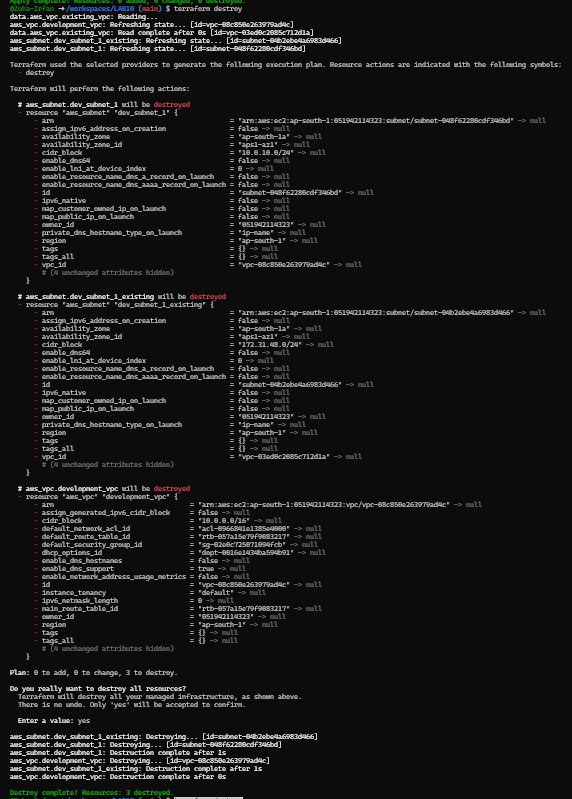 Apply complete! Resources: 0 added, 0 changed, 0 destroyed.
@Zuha-Irfan → /workspaces/LAB10 (main) $ terraform destroy
data.aws_vpc.existing_vpc: Reading...
aws_vpc.development_vpc: Refreshing state... [id=vpc-08c850e263979ad4c]
data.aws_vpc.existing_vpc: Read complete after 0s [id=vpc-03ed0c2085c712d1a]
aws_subnet.dev_subnet_1_existing: Refreshing state... [id=subnet-04b2ebe4a6983d466]
aws_subnet.dev_subnet_1: Refreshing state... [id=subnet-048f62280cdf346bd]
Terraform used the selected providers to generate the following execution plan. Resource actions are indicated with the following symbols:
- destroy
Terraform will perform the following actions:
# aws_subnet.dev_subnet_1 will be destroyed
- resource "aws_subnet" "dev_subnet_1" {
- arn = "arn:aws:ec2:ap-south-1:051942114323:subnet/subnet-048f62280cdf346bd" -> null
- assign_ipv6_address_on_creation = false -> null
- availability_zone = "ap-south-1a" -> null
- availability_zone_id = "aps1-az1" -> null
- cidr_block = "10.0.10.0/24" -> null
- enable_dns64 = false -> null
- enable_lni_at_device_index = 0 -> null
- enable_resource_name_dns_a_record_on_launch = false -> null
- enable_resource_name_dns_aaaa_record_on_launch = false -> null
- id = "subnet-048f62280cdf346bd" -> null
- ipv6_native = false -> null
- map_customer_owned_ip_on_launch = false -> null
- map_public_ip_on_launch = false -> null
- owner_id = "051942114323" -> null
- private_dns_hostname_type_on_launch = "ip-name" -> null
- region = "ap-south-1" -> null
- tags = {} -> null
- tags_all = {} -> null
- vpc_id = "vpc-08c850e263979ad4c" -> null
# (4 unchanged attributes hidden)
}
# aws_subnet.dev_subnet_1_existing will be destroyed
- resource "aws_subnet" "dev_subnet_1_existing" {
- arn = "arn:aws:ec2:ap-south-1:051942114323:subnet/subnet-04b2ebe4a6983d466" -> null
- assign_ipv6_address_on_creation = false -> null
- availability_zone = "ap-south-1a" -> null
- availability_zone_id = "aps1-az1" -> null
- cidr_block = "172.31.48.0/24" -> null
- enable_dns64 = false -> null
- enable_lni_at_device_index = 0 -> null
- enable_resource_name_dns_a_record_on_launch = false -> null
- enable_resource_name_dns_aaaa_record_on_launch = false -> null
- id = "subnet-04b2ebe4a6983d466" -> null
- ipv6_native = false -> null
- map_customer_owned_ip_on_launch = false -> null
- map_public_ip_on_launch = false -> null
- owner_id = "051942114323" -> null
- private_dns_hostname_type_on_launch = "ip-name" -> null
- region = "ap-south-1" -> null
- tags = {} -> null
- tags_all = {} -> null
- vpc_id = "vpc-03ed0c2085c712d1a" -> null
# (4 unchanged attributes hidden)
}
# aws_vpc.development_vpc will be destroyed
- resource "aws_vpc" "development_vpc" {
- arn = "arn:aws:ec2:ap-south-1:051942114323:vpc/vpc-08c850e263979ad4c" -> null
- assign_generated_ipv6_cidr_block = false -> null
- cidr_block = "10.0.0.0/16" -> null
- default_network_acl_id = "acl-0966841e1385e4000" -> null
- default_route_table_id = "rtb-057a15e79f9083217" -> null
- default_security_group_id = "sg-02e0c725071094fcb" -> null
- dhcp_options_id = "dopt-0016e1434ba594b91" -> null
- enable_dns_hostnames = false -> null
- enable_dns_support = true -> null
- enable_network_address_usage_metrics = false -> null
- id = "vpc-08c850e263979ad4c" -> null
- instance_tenancy = "default" -> null
- ipv6_netmask_length = 0 -> null
- main_route_table_id = "rtb-057a15e79f9083217" -> null
- owner_id = "051942114323" -> null
- region = "ap-south-1" -> null
- tags = {} -> null
- tags_all = {} -> null
# (4 unchanged attributes hidden)
}
Plan: 0 to add, 0 to change, 3 to destroy.
Do you really want to destroy all resources?
Terraform will destroy all your managed infrastructure, as shown above.
There is no undo. Only 'yes' will be accepted to confirm.
Enter a value: yes
aws_subnet.dev_subnet_1_existing: Destroying... [id=subnet-04b2ebe4a6983d466]
aws_subnet.dev_subnet_1: Destroying... [id=subnet-048f62280cdf346bd]
aws_subnet.dev_subnet_1: Destruction complete after 1s
aws_vpc.development_vpc: Destroying... [id=vpc-08c850e263979ad4c]
aws_subnet.dev_subnet_1_existing: Destruction complete after 1s
aws_vpc.development_vpc: Destruction complete after 0s
Destroy complete! Resources: 3 destroyed.